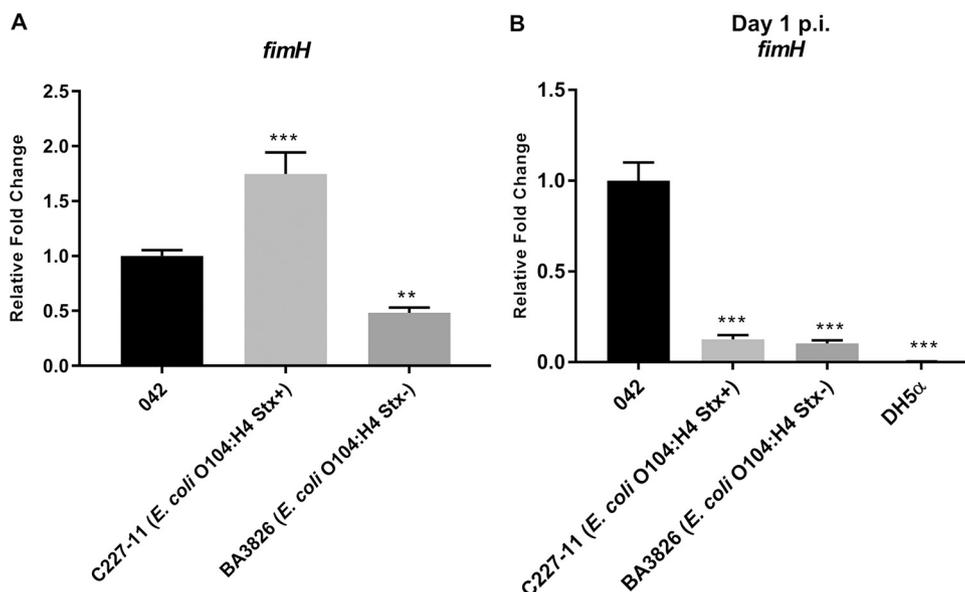 A
fimH
Relative Fold Change
2.5
2.0
1.5
1.0
0.5
0.0
***
**
042
C227-11 (E. coli O104:H4 Stx+)
BA3826 (E. coli O104:H4 Stx-)
B
Day 1 p.i.
fimH
Relative Fold Change
1.5
1.0
0.5
0.0
***
***
***
042
C227-11 (E. coli O104:H4 Stx+)
BA3826 (E. coli O104:H4 Stx-)
DH5α